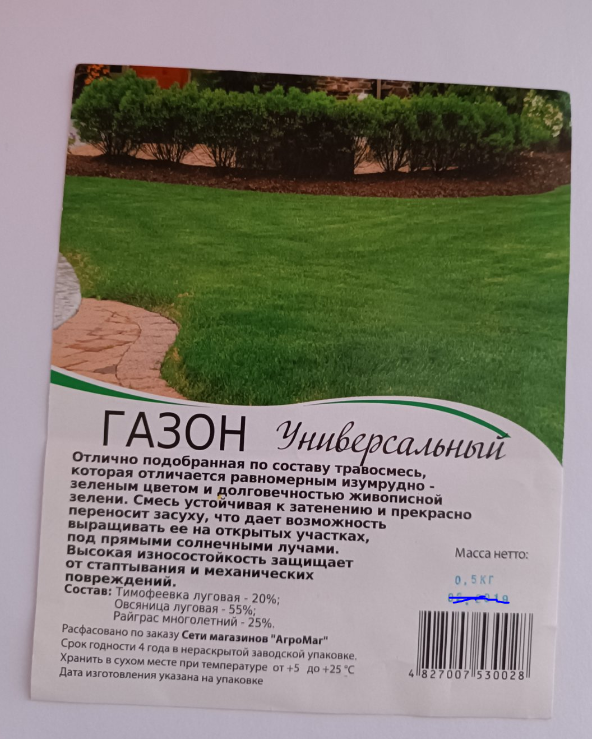 ГАЗОН Универсальный
Отлично подобранная по составу травосмесь,
которая отличается равномерным изумрудно -
зеленым цветом и долговечностью живописной
зелени. Смесь устойчивая к затенению и прекрасно
переносит засуху, что дает возможность
выращивать ее на открытых участках,
под прямыми солнечными лучами.
Высокая износостойкость защищает
от стаптывания и механических
повреждений.
Масса нетто:
0,5КГ
Состав: Тимофеевка луговая - 20%;
Овсяница луговая - 55%;
Райграс многолетний - 25%.
Расфасовано по заказу Сети магазинов "АгроМаг"
Срок годности 4 года в нераскрытой заводской упаковке.
Хранить в сухом месте при температуре от +5 до +25 °С
Дата изготовления указана на упаковке
4 827007 530028